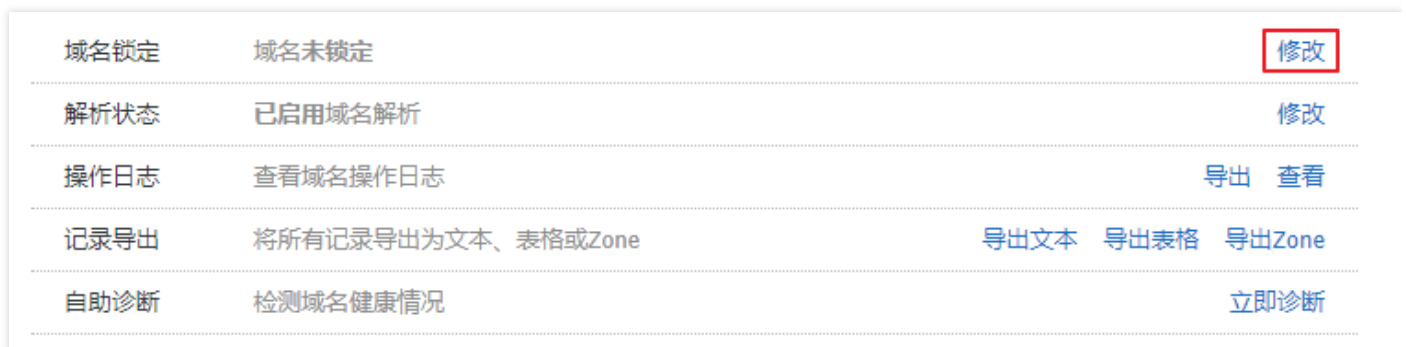 域名锁定 域名未锁定 修改
解析状态 已启用域名解析 修改
操作日志 查看域名操作日志 导出 查看
记录导出 将所有记录导出为文本、表格或Zone 导出文本 导出表格 导出Zone
自助诊断 检测域名健康情况 立即诊断